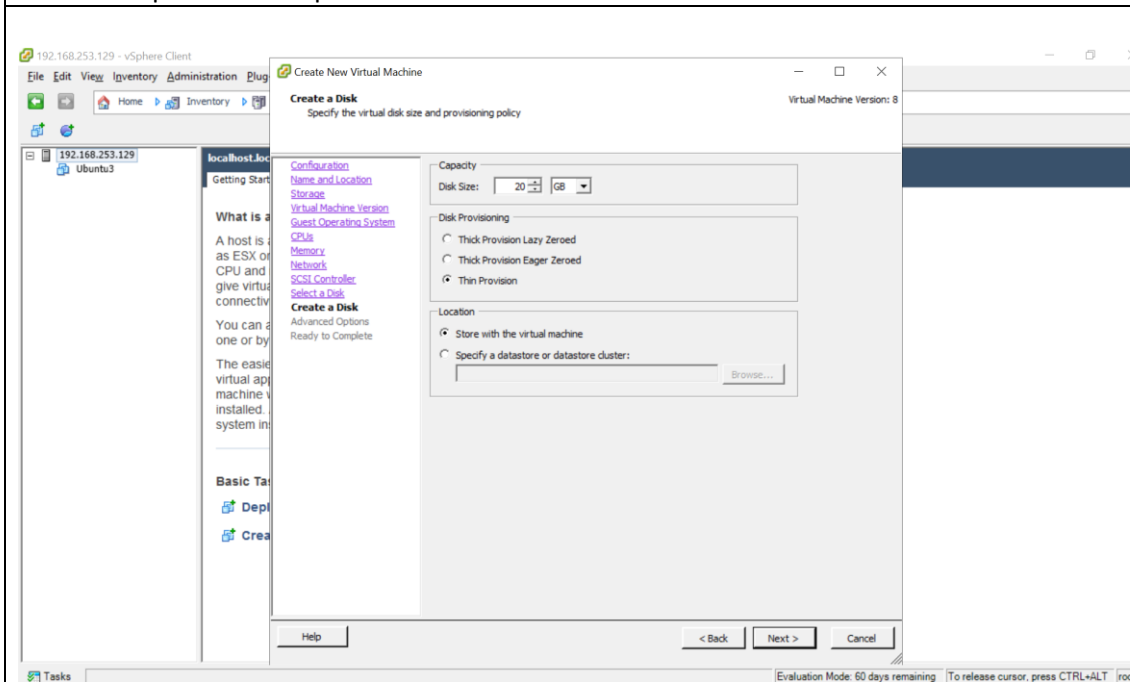 192.168.253.129 - vSphere Client
File Edit View Inventory Administration Plug
Home Inventory
192.168.253.129
Ubuntu3
localhost.loc
Getting Start
What is a
A host is
as ESX or
CPU and
give virtua
connectiv
You can a
one or by
The easie
virtual app
machine v
installed.
system ins
Basic Tas
Depl
Crea
Create New Virtual Machine
Create a Disk
Specify the virtual disk size and provisioning policy
Virtual Machine Version: 8
Configuration
Name and Location
Storage
Virtual Machine Version
Guest Operating System
CPUs
Memory
Network
SCSI Controller
Select a Disk
Create a Disk
Advanced Options
Ready to Complete
Capacity
Disk Size: 20 GB
Disk Provisioning
Thick Provision Lazy Zeroed
Thick Provision Eager Zeroed
Thin Provision
Location
Store with the virtual machine
Specify a datastore or datastore cluster:
Browse...
Help
< Back Next > Cancel
Tasks
Evaluation Mode: 60 days remaining To release cursor, press CTRL+ALT